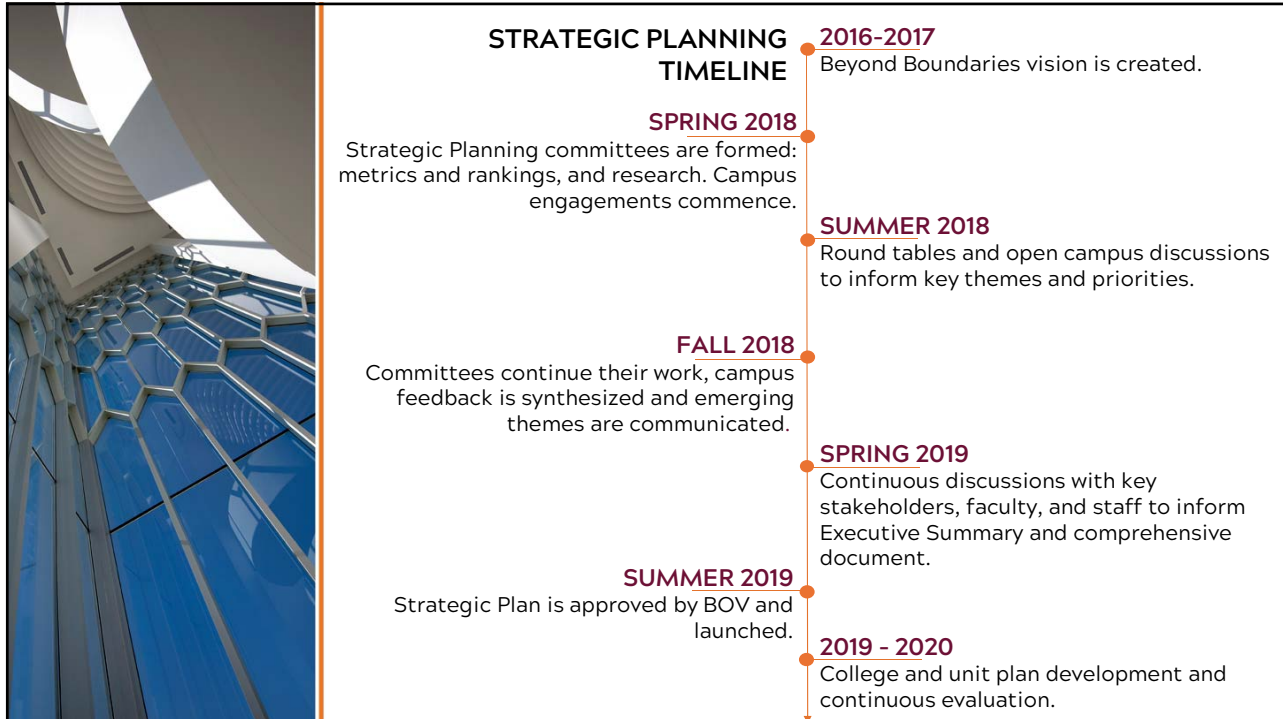 STRATEGIC PLANNING
TIMELINE
2016-2017
Beyond Boundaries vision is created.
SPRING 2018
Strategic Planning committees are formed:
metrics and rankings, and research. Campus
engagements commence.
SUMMER 2018
Round tables and open campus discussions
to inform key themes and priorities.
FALL 2018
Committees continue their work, campus
feedback is synthesized and emerging
themes are communicated.
SPRING 2019
Continuous discussions with key
stakeholders, faculty, and staff to inform
Executive Summary and comprehensive
document.
SUMMER 2019
Strategic Plan is approved by BOV and
launched.
2019 - 2020
College and unit plan development and
continuous evaluation.